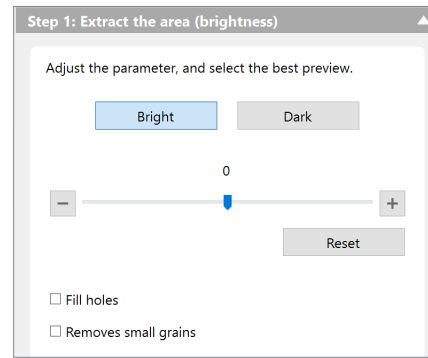 Step 1: Extract the area (brightness)
Adjust the parameter, and select the best preview.
Bright Dark
0
− +
Reset
Fill holes
Removes small grains